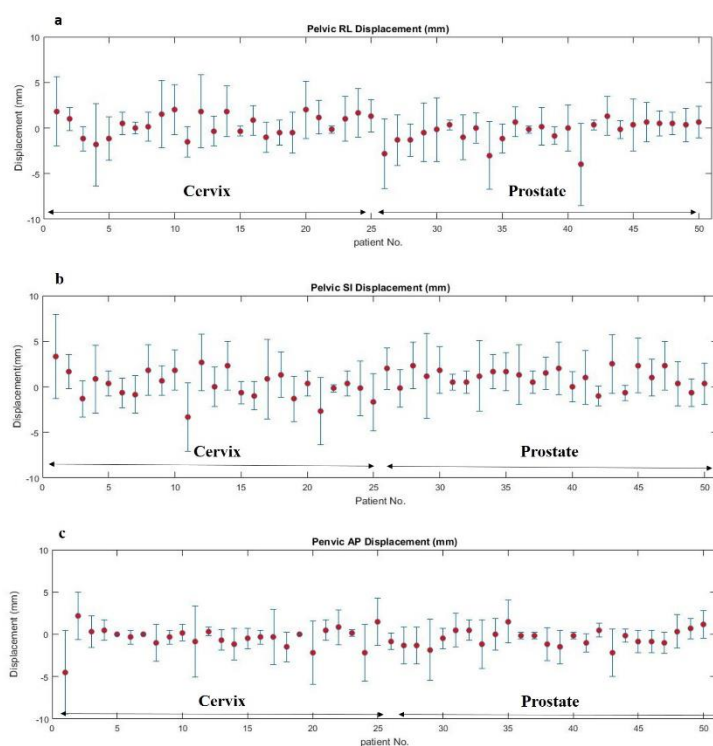 a
Pelvic RL Displacement (mm)
10
5
0
-5
-10
Displacement (mm)
Cervix
Prostate
0 5 10 15 20 25 30 35 40 45 50
patient No.
b
Pelvic SI Displacement (mm)
10
5
0
-5
-10
Displacement(mm)
Cervix
Prostate
0 5 10 15 20 25 30 35 40 45 50
Patient No.
c
Penvic AP Displacement (mm)
10
5
0
-5
-10
Displacement (mm)
Cervix
Prostate
0 5 10 15 20 25 30 35 40 45 50
Patient No.